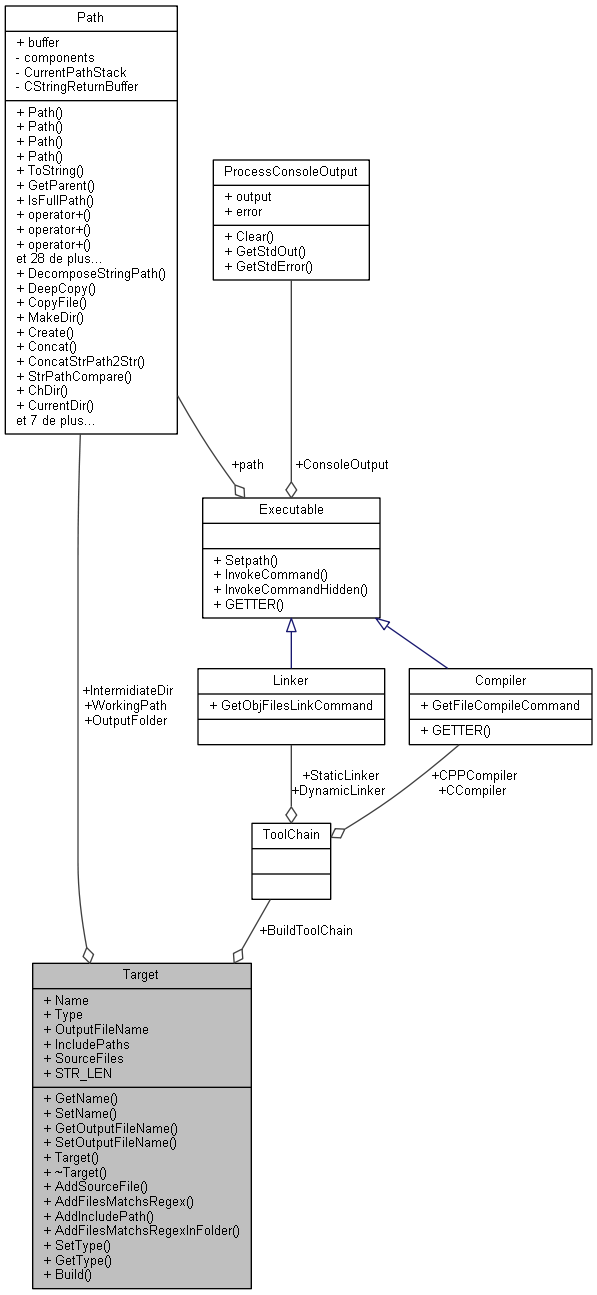 Path
+ buffer
- components
- CurrentPathStack
- CStringReturnBuffer
+ Path()
+ Path()
+ Path()
+ Path()
+ ToString()
+ GetParent()
+ IsFullPath()
+ operator+()
+ operator+()
+ operator+()
et 28 de plus...
+ DecomposeStringPath()
+ DeepCopy()
+ CopyFile()
+ MakeDir()
+ Create()
+ Concat()
+ ConcatStrPath2Str()
+ StrPathCompare()
+ ChDir()
+ CurrentDir()
et 7 de plus...
ProcessConsoleOutput
+ output
+ error
+ Clear()
+ GetStdOut()
+ GetStdError()
+path
+ConsoleOutput
Executable
+ Setpath()
+ InvokeCommand()
+ InvokeCommandHidden()
+ GETTER()
Linker
+ GetObjFilesLinkCommand
Compiler
+ GetFileCompileCommand
+ GETTER()
+IntermidiateDir
+WorkingPath
+OutputFolder
+StaticLinker
+DynamicLinker
+CPPCompiler
+CCompiler
ToolChain
+BuildToolChain
Target
+ Name
+ Type
+ OutputFileName
+ IncludePaths
+ SourceFiles
+ STR_LEN
+ GetName()
+ SetName()
+ GetOutputFileName()
+ SetOutputFileName()
+ Target()
+ ~Target()
+ AddSourceFile()
+ AddFilesMatchsRegex()
+ AddIncludePath()
+ AddFilesMatchsRegexInFolder()
+ SetType()
+ GetType()
+ Build()